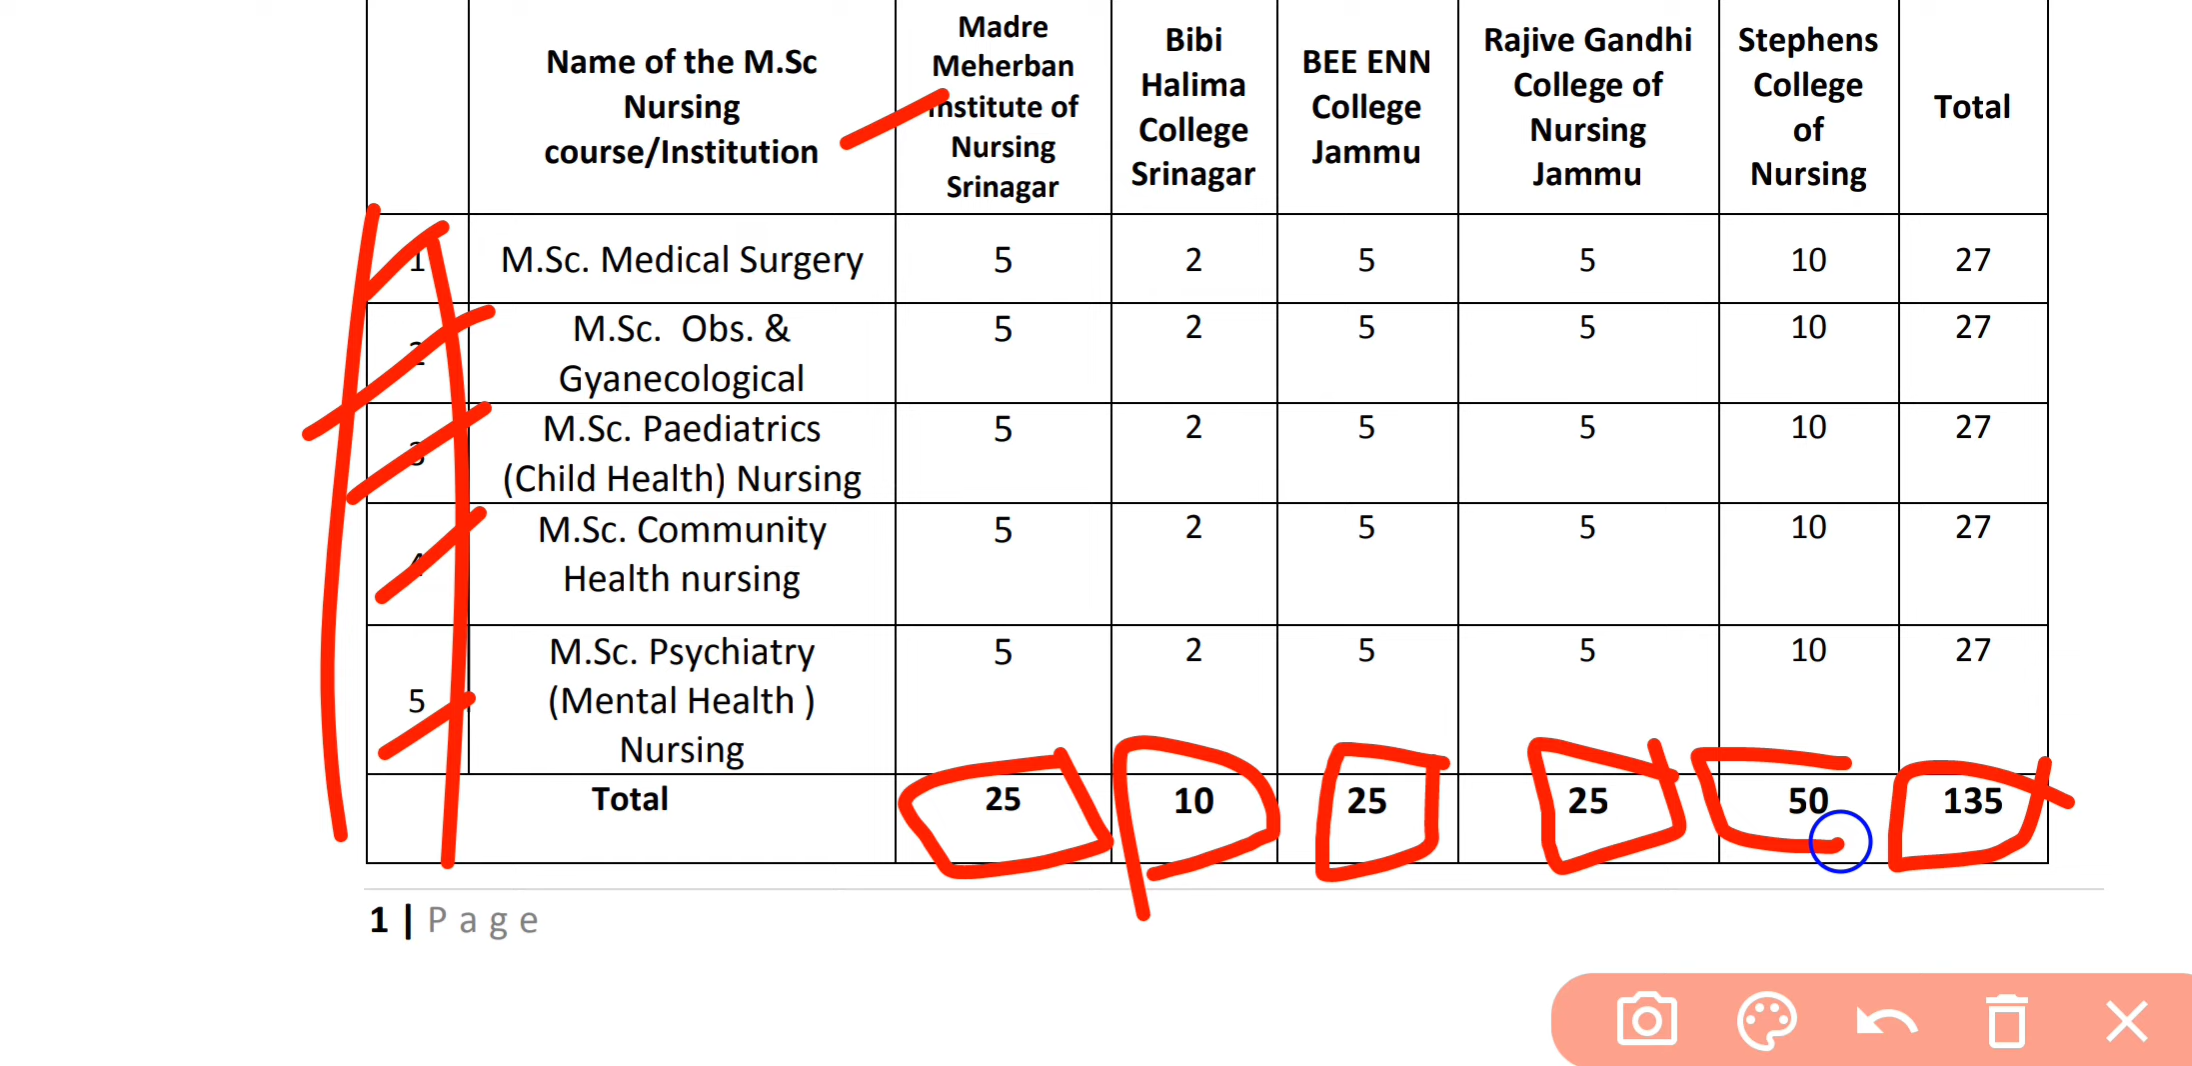 Name of the M.Sc
Nursing
course/Institution
Madre
Meherban
Institute of
Nursing
Srinagar
Bibi
Halima
College
Srinagar
BEE ENN
College
Jammu
Rajive Gandhi
College of
Nursing
Jammu
Stephens
College
of
Nursing
Total
1 M.Sc. Medical Surgery 5 2 5 5 10 27
2 M.Sc. Obs. & 5 2 5 5 10 27
Gyanecological
3 M.Sc. Paediatrics 5 2 5 5 10 27
(Child Health) Nursing
4 M.Sc. Community 5 2 5 5 10 27
Health nursing
5 M.Sc. Psychiatry 5 2 5 5 10 27
(Mental Health )
Nursing
Total 25 10 25 25 50 135
1 | Page